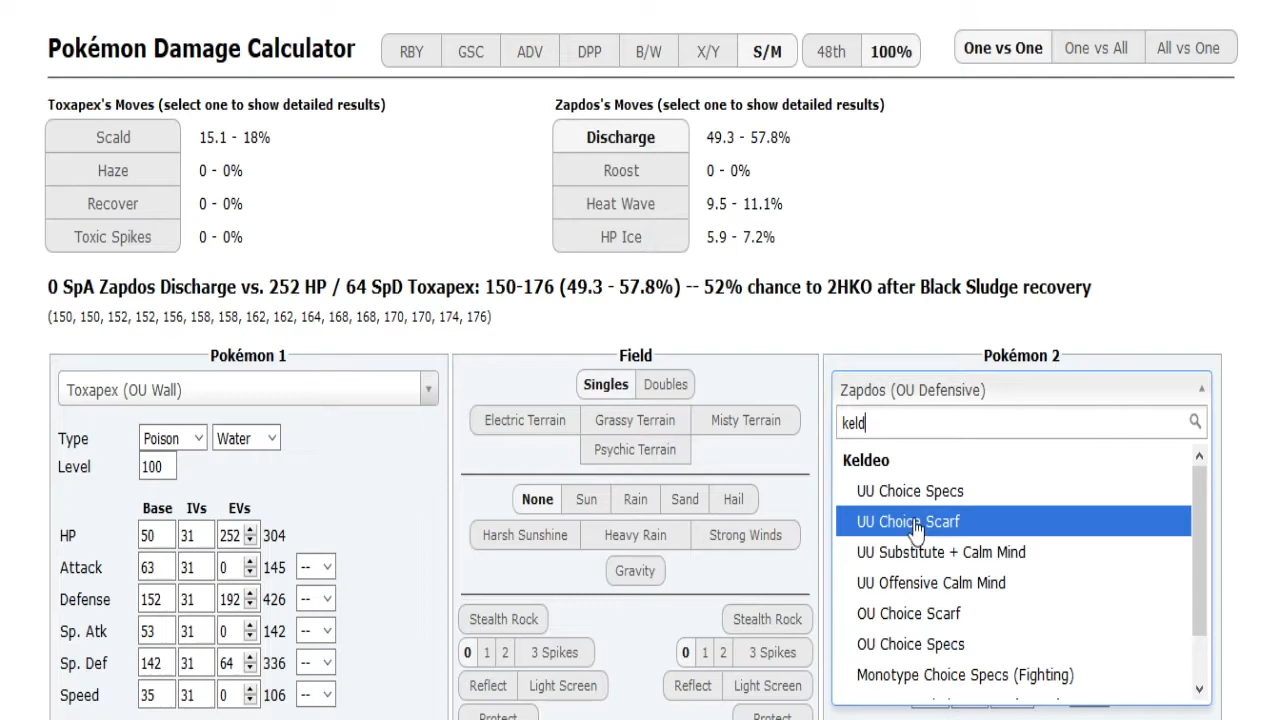 Pokémon Damage Calculator RBY GSC ADV DPP B/W X/Y S/M 48th 100% One vs One One vs All All vs One
Toxapex's Moves (select one to show detailed results) Zapdos's Moves (select one to show detailed results)
Scald 15.1 - 18% Discharge 49.3 - 57.8%
Haze 0 - 0% Roost 0 - 0%
Recover 0 - 0% Heat Wave 9.5 - 11.1%
Toxic Spikes 0 - 0% HP Ice 5.9 - 7.2%
0 SpA Zapdos Discharge vs. 252 HP / 64 SpD Toxapex: 150-176 (49.3 - 57.8%) -- 52% chance to 2HKO after Black Sludge recovery
(150, 150, 152, 152, 156, 158, 158, 162, 162, 164, 168, 168, 170, 170, 174, 176)
Pokémon 1
Toxapex (OU Wall)
Type Poison Water
Level 100
Base IVs EVs
HP 50 31 252 304
Attack 63 31 0 145 --
Defense 152 31 192 426 --
Sp. Atk 53 31 0 142 --
Sp. Def 142 31 64 336 --
Speed 35 31 0 106 --
Field
Singles Doubles
Electric Terrain Grassy Terrain Misty Terrain
Psychic Terrain
None Sun Rain Sand Hail
Harsh Sunshine Heavy Rain Strong Winds
Gravity
Stealth Rock Stealth Rock
0 1 2 3 Spikes 0 1 2 3 Spikes
Reflect Light Screen Reflect Light Screen
Protect Protect
Pokémon 2
Zapdos (OU Defensive)
keld
Keldeo
UU Choice Specs
UU Choice Scarf
UU Substitute + Calm Mind
UU Offensive Calm Mind
OU Choice Scarf
OU Choice Specs
Monotype Choice Specs (Fighting)